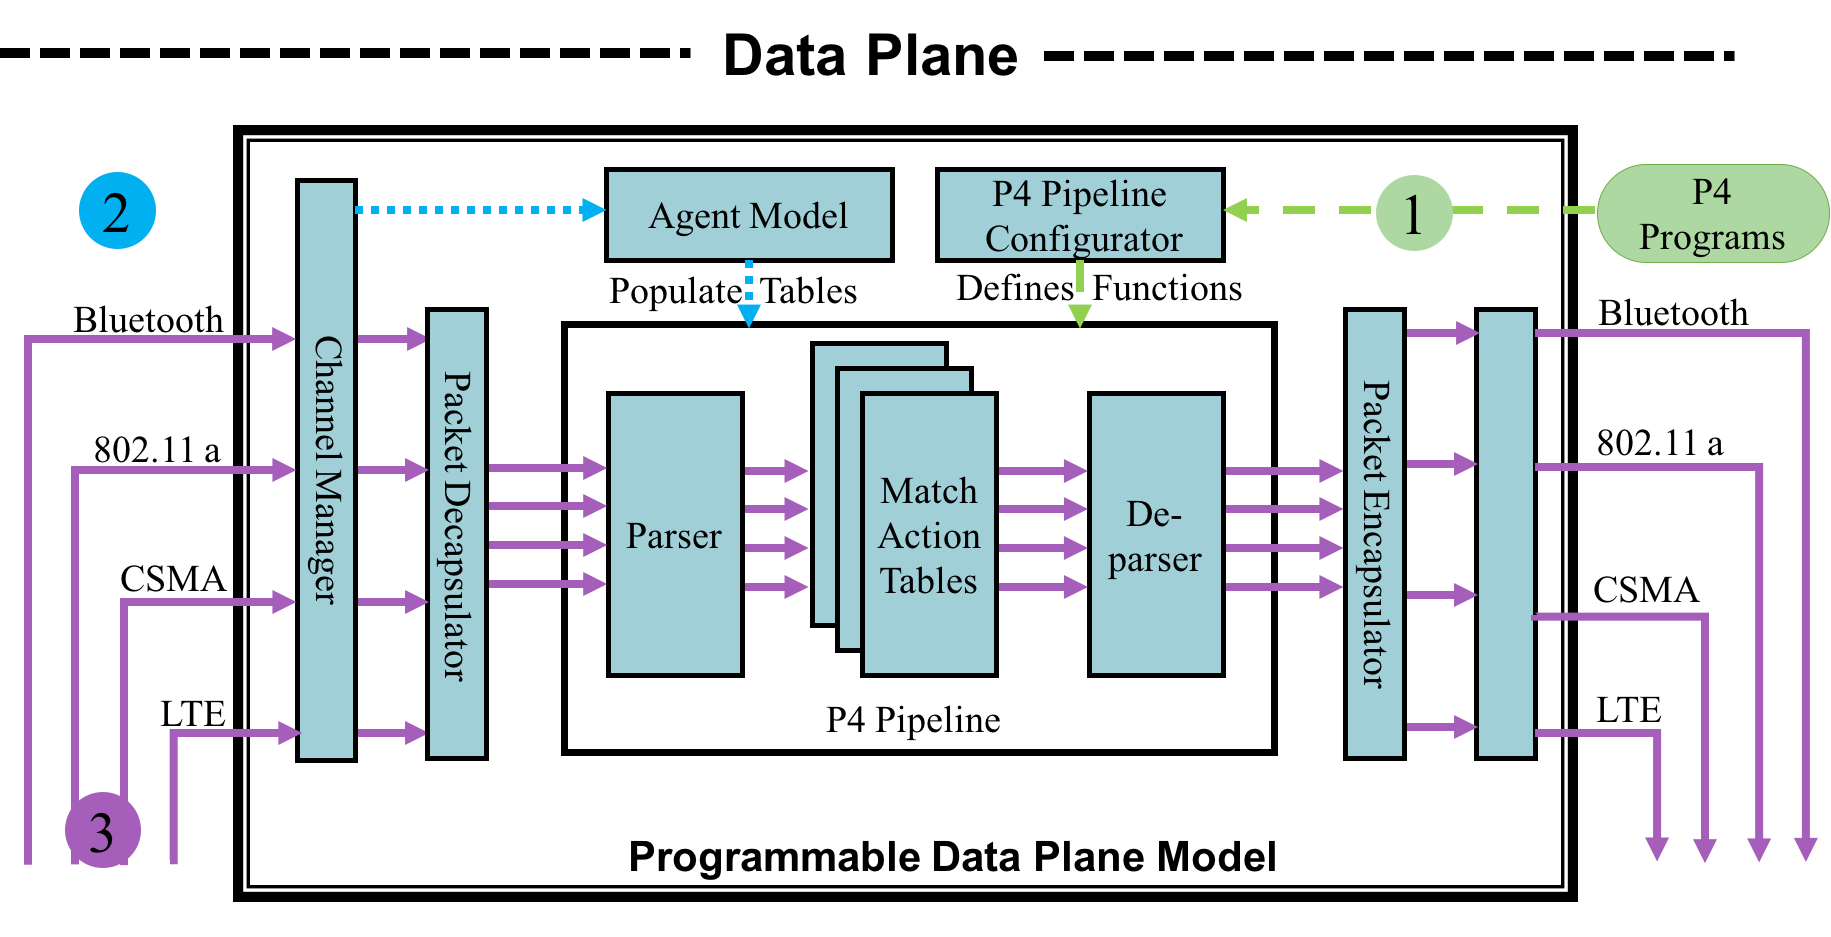 Data Plane
2
Agent Model
P4 Pipeline
Configurator
1
P4
Programs
Populate Tables
Defines Functions
Bluetooth
802.11 a
CSMA
LTE
3
Channel Manager
Packet Decapsulator
Parser
Match
Action
Tables
De-
parser
P4 Pipeline
Packet Encapsulator
Bluetooth
802.11 a
CSMA
LTE
Programmable Data Plane Model